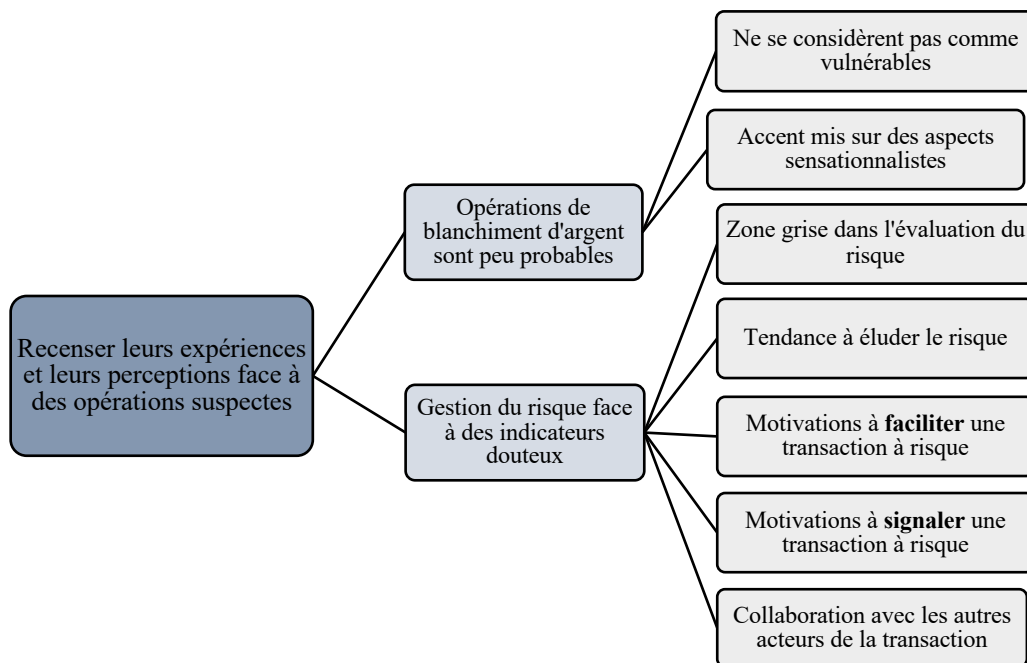 Recenser leurs expériences
et leurs perceptions face à
des opérations suspectes
Opérations de
blanchiment d'argent
sont peu probables
Ne se considèrent pas comme
vulnérables
Accent mis sur des aspects
sensationnalistes
Gestion du risque face
à des indicateurs
douteux
Zone grise dans l'évaluation du
risque
Tendance à éluder le risque
Motivations à faciliter une
transaction à risque
Motivations à signaler une
transaction à risque
Collaboration avec les autres
acteurs de la transaction